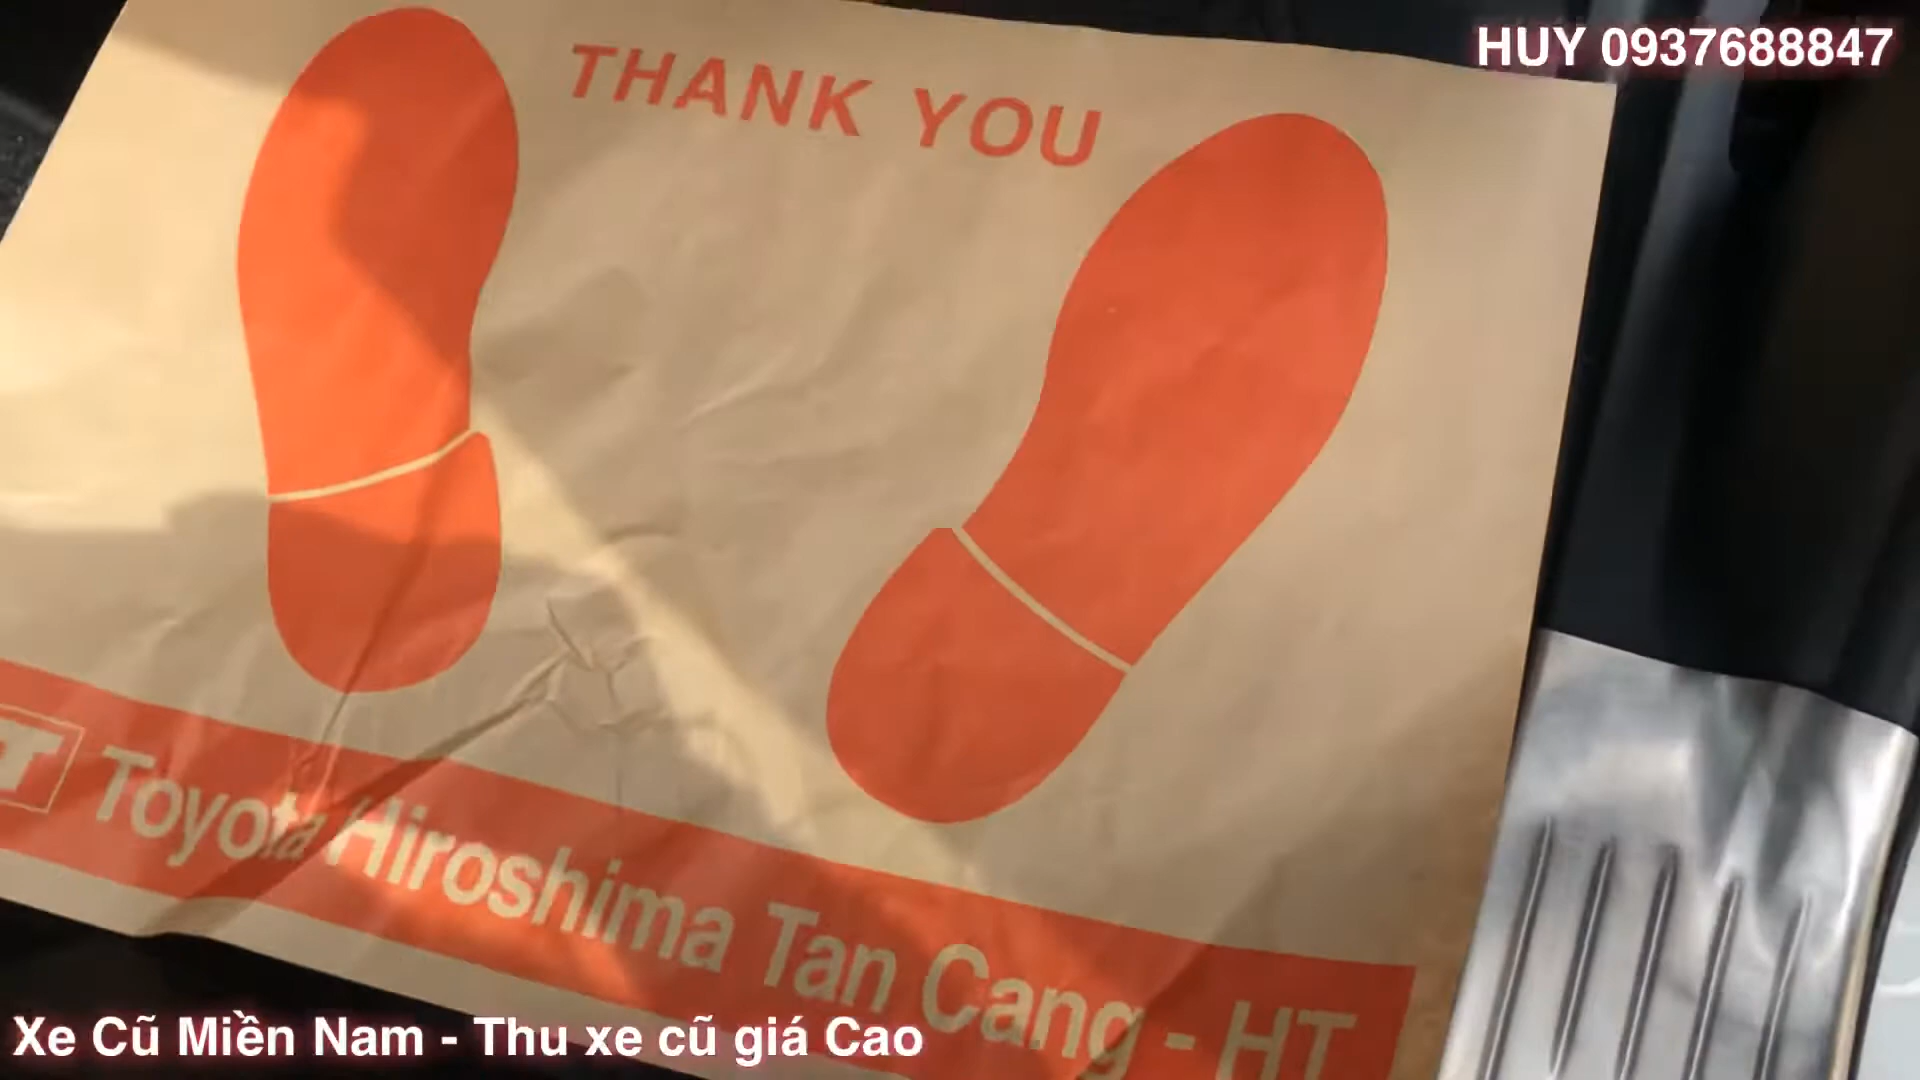 HUY 0937688847
THANK YOU
Toyota Hiroshima Tan Cang - HT
Xe Cũ Miền Nam - Thu xe cũ giá Cao